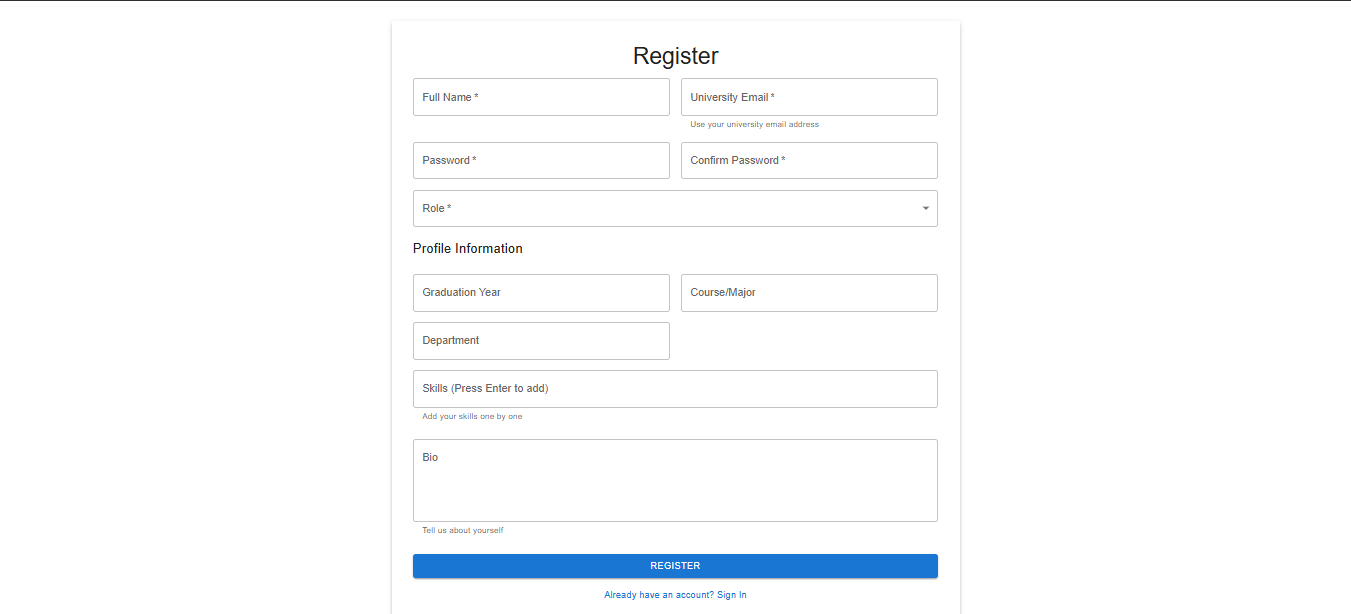 Register
Full Name *
University Email *
Use your university email address
Password *
Confirm Password *
Role *
Profile Information
Graduation Year
Course/Major
Department
Skills (Press Enter to add)
Add your skills one by one
Bio
Tell us about yourself
REGISTER
Already have an account? Sign In